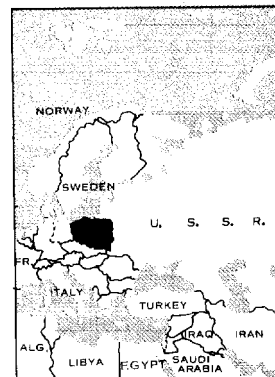 NORWAY
SWEDEN
U. S. S. R.
FR.
ITALY
TURKEY
IRAQ
IRAN
ALG.
LIBYA
EGYPT
SAUDI
ARABIA